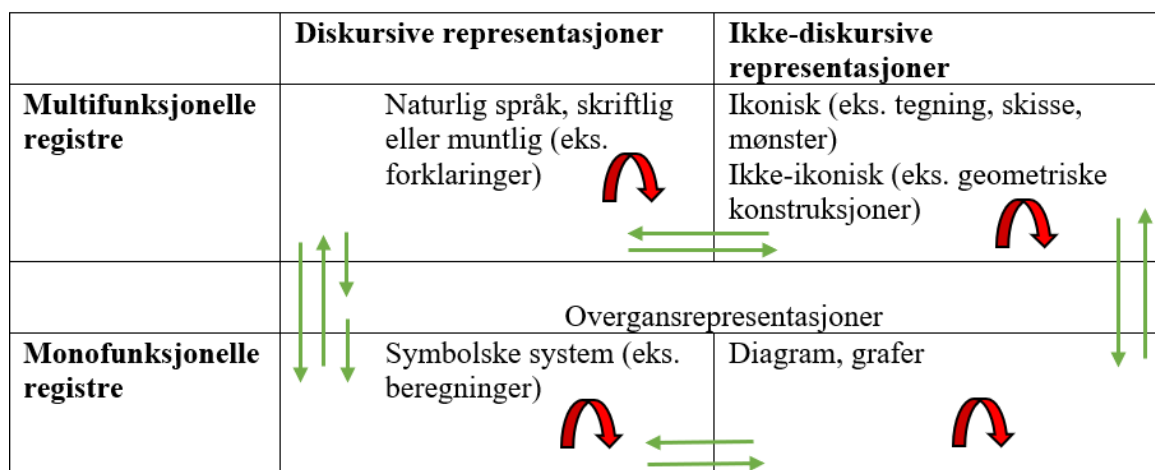 Diskursive representasjoner
Ikke-diskursive
representasjoner
Multifunksjonelle
registre
Naturlig språk, skriftlig
eller muntlig (eks.
forklaringer)
Ikonisk (eks. tegning, skisse,
mønster)
Ikke-ikonisk (eks. geometriske
konstruksjoner)
Overgansrepresentasjoner
Monofunksjonelle
registre
Symbolske system (eks.
beregninger)
Diagram, grafer